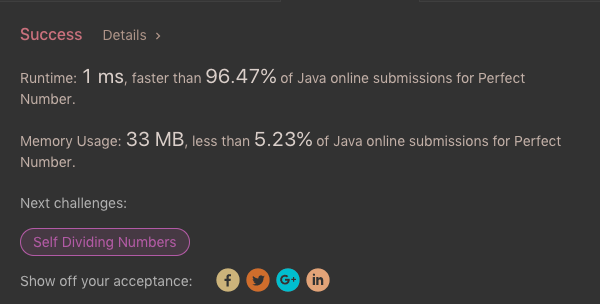 Success Details >
Runtime: 1 ms, faster than 96.47% of Java online submissions for Perfect
Number.
Memory Usage: 33 MB, less than 5.23% of Java online submissions for Perfect
Number.
Next challenges:
Self Dividing Numbers
Show off your acceptance: f G+ in